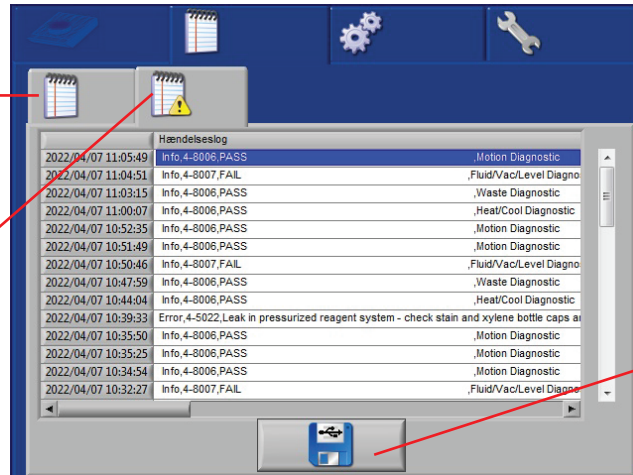 Hændelseslog
2022/04/07 11:05:49 Info,4-8006,PASS ,Motion Diagnostic
2022/04/07 11:04:51 Info,4-8007,FAIL ,Fluid/Vac/Level Diagno
2022/04/07 11:03:15 Info,4-8006,PASS ,Waste Diagnostic
2022/04/07 11:00:07 Info,4-8006,PASS ,Heat/Cool Diagnostic
2022/04/07 10:52:35 Info,4-8006,PASS ,Motion Diagnostic
2022/04/07 10:51:49 Info,4-8006,PASS ,Motion Diagnostic
2022/04/07 10:50:46 Info,4-8007,FAIL ,Fluid/Vac/Level Diagno
2022/04/07 10:47:59 Info,4-8006,PASS ,Waste Diagnostic
2022/04/07 10:44:04 Info,4-8006,PASS ,Heat/Cool Diagnostic
2022/04/07 10:39:33 Error,4-5022,Leak in pressurized reagent system - check stain and xylene bottle caps a
2022/04/07 10:35:50 Info,4-8006,PASS ,Motion Diagnostic
2022/04/07 10:35:25 Info,4-8006,PASS ,Motion Diagnostic
2022/04/07 10:34:54 Info,4-8006,PASS ,Motion Diagnostic
2022/04/07 10:32:27 Info,4-8007,FAIL ,Fluid/Vac/Level Diagno